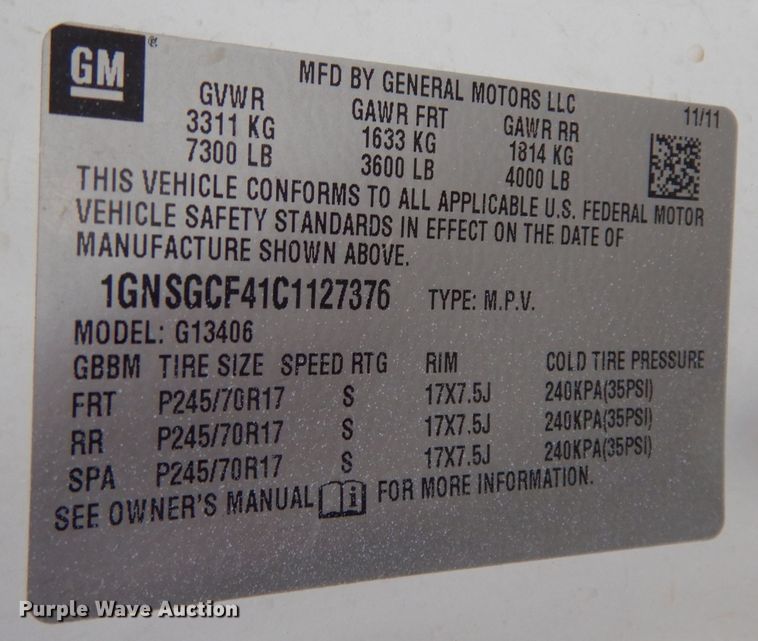 GM ®
MFD BY GENERAL MOTORS LLC
11/11
GVWR GAWR FRT GAWR RR
3311 KG 1633 KG 1814 KG
7300 LB 3600 LB 4000 LB
THIS VEHICLE CONFORMS TO ALL APPLICABLE U.S. FEDERAL MOTOR
VEHICLE SAFETY STANDARDS IN EFFECT ON THE DATE OF
MANUFACTURE SHOWN ABOVE.
1GNSGCF41C1127376 TYPE: M.P.V.
MODEL: G13406
GBBM TIRE SIZE SPEED RTG RIM COLD TIRE PRESSURE
FRT P245/70R17 S 17X7.5J 240KPA(35PSI)
RR P245/70R17 S 17X7.5J 240KPA(35PSI)
SPA P245/70R17 S 17X7.5J 240KPA(35PSI)
SEE OWNER'S MANUAL i FOR MORE INFORMATION.
Purple Wave Auction